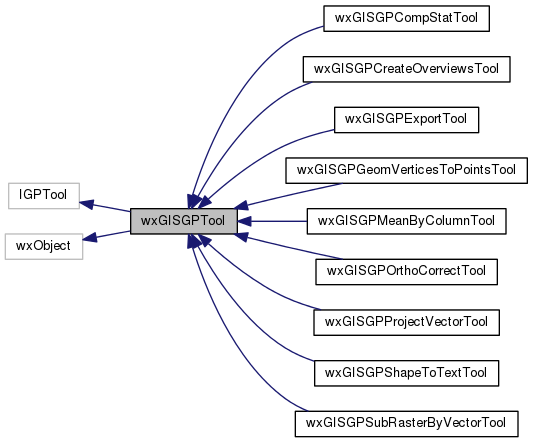 wxGISGPCompStatTool
wxGISGPCreateOverviewsTool
wxGISGPExportTool
wxGISGPGeomVerticesToPointsTool
IGPTool
wxGISGPTool
wxGISGPMeanByColumnTool
wxObject
wxGISGPOrthoCorrectTool
wxGISGPProjectVectorTool
wxGISGPShapeToTextTool
wxGISGPSubRasterByVectorTool